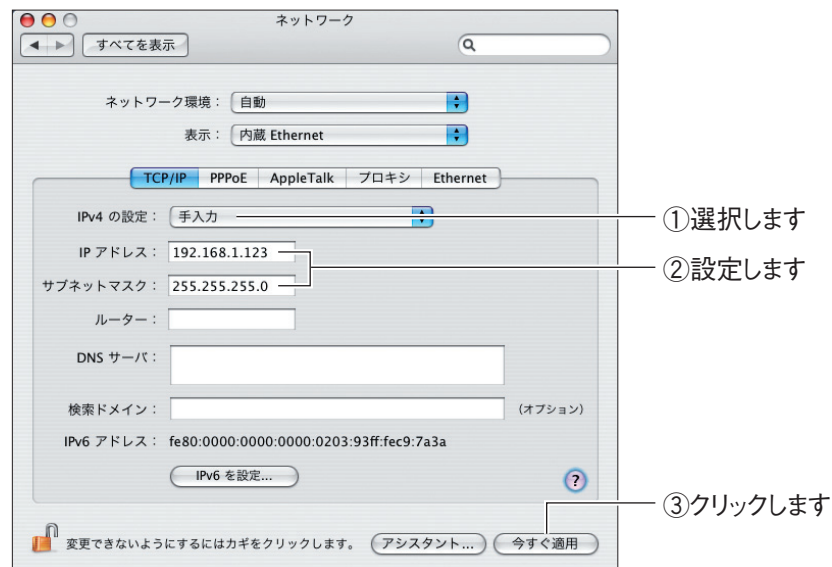 ネットワーク
すべてを表示
ネットワーク環境： 自動
表示： 内蔵 Ethernet
TCP/IP PPPoE AppleTalk プロキシ Ethernet
IPv4 の設定： 手入力
①選択します
IP アドレス： 192.168.1.123
②設定します
サブネットマスク： 255.255.255.0
ルーター：
DNS サーバ：
検索ドメイン： (オプション)
IPv6 アドレス： fe80:0000:0000:0000:0203:93ff:fec9:7a3a
IPv6 を設定... ?
③クリックします
変更できないようにするにはカギをクリックします。 アシスタント... 今すぐ適用